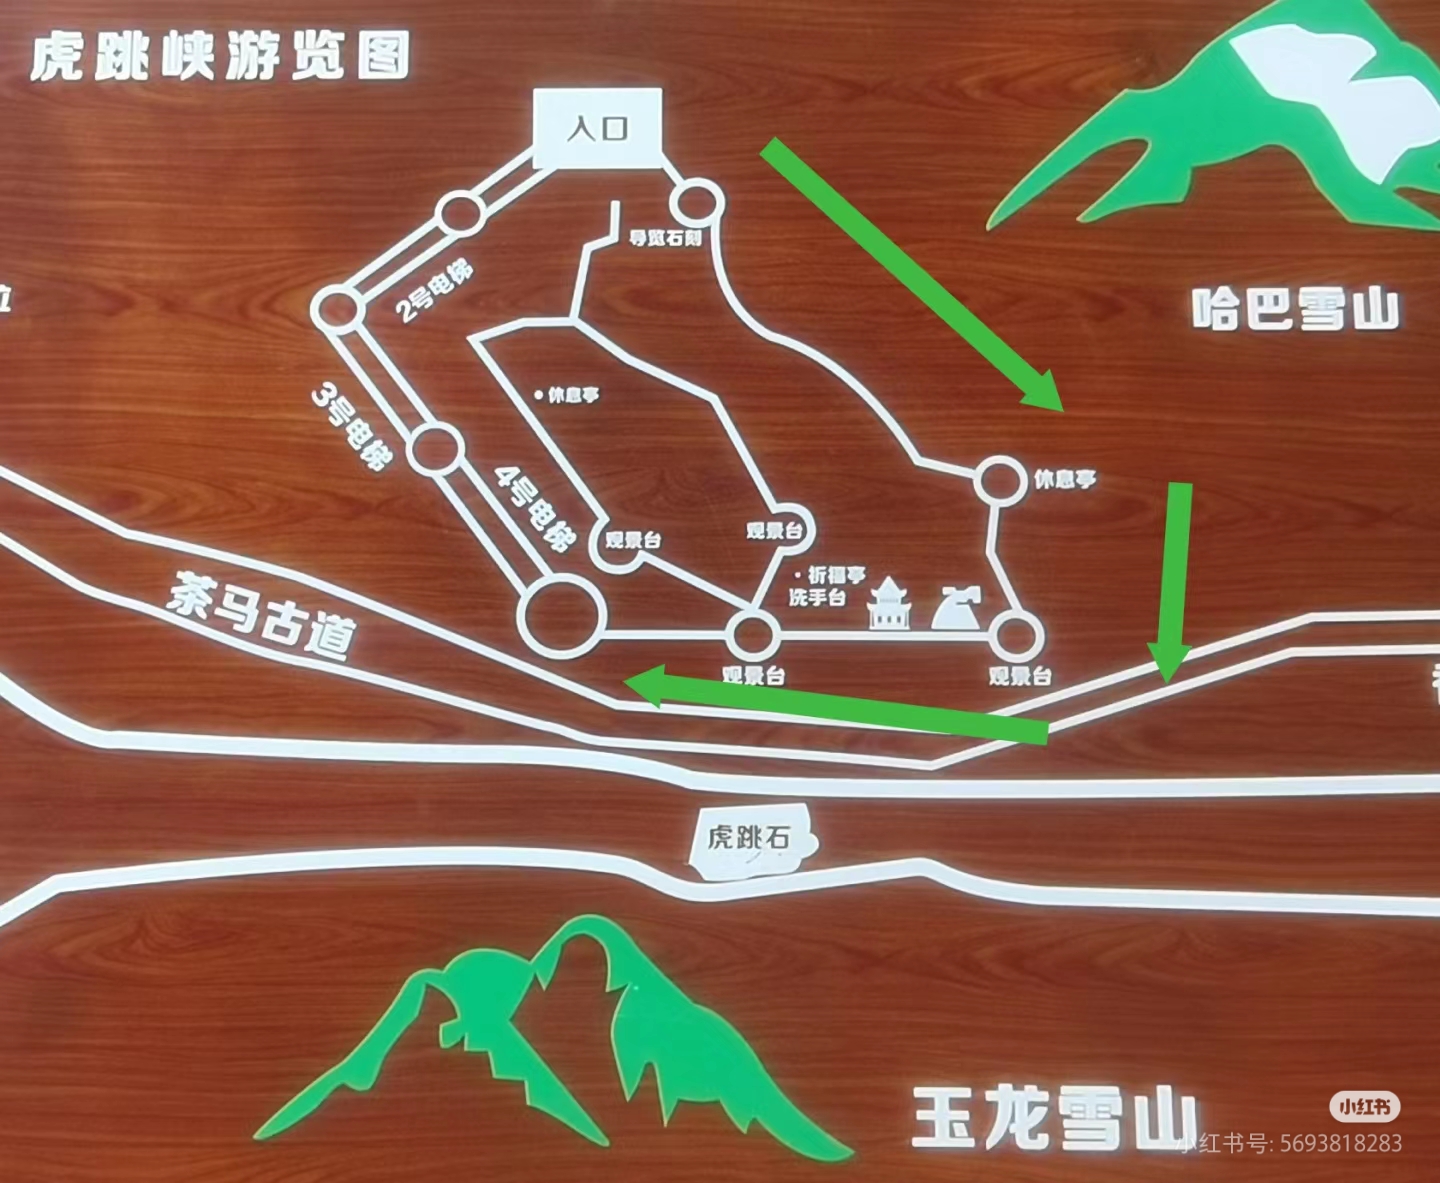 虎跳峡游览图
入口
导览石刻
2号电梯
哈巴雪山
3号电梯
休息亭
4号电梯
休息亭
观景台
观景台
祈福亭
洗手台
茶马古道
观景台
观景台
虎跳石
玉龙雪山
小红书
小红书号: 5693818283